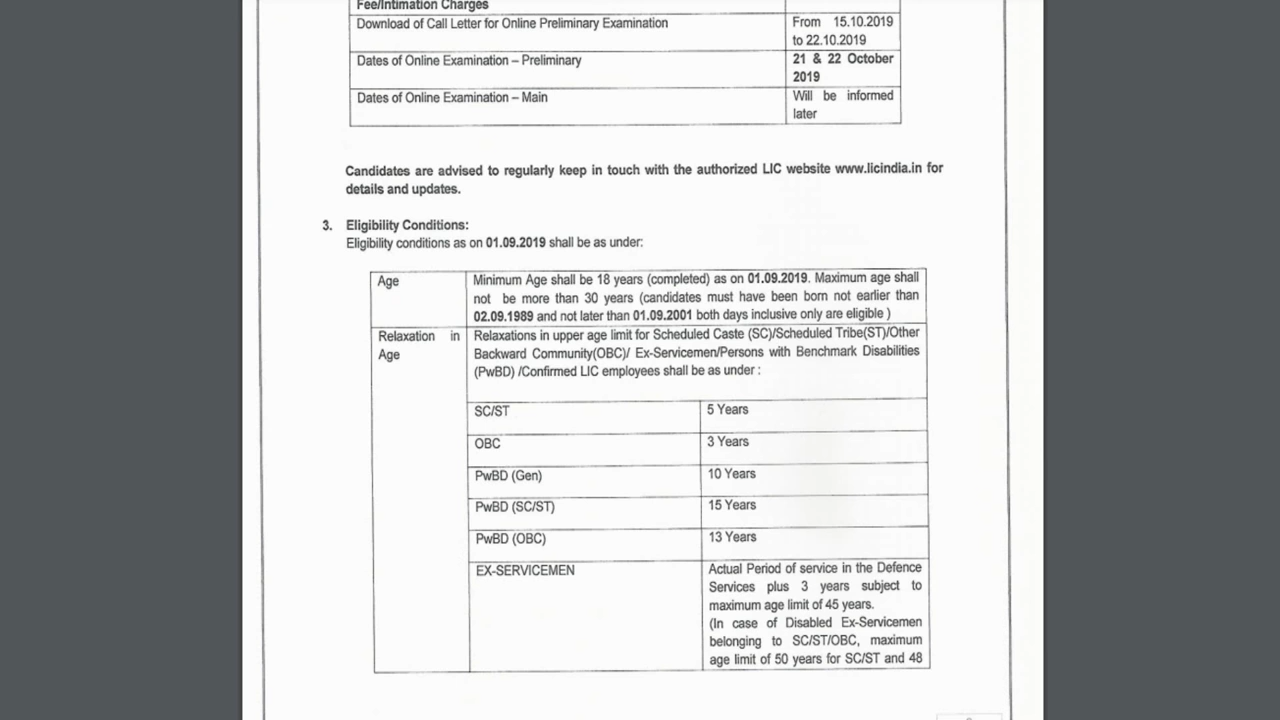 Fee/Intimation Charges
Download of Call Letter for Online Preliminary Examination
From 15.10.2019
to 22.10.2019
Dates of Online Examination – Preliminary
21 & 22 October
2019
Dates of Online Examination – Main
Will be informed
later
Candidates are advised to regularly keep in touch with the authorized LIC website www.licindia.in for
details and updates.
3. Eligibility Conditions:
Eligibility conditions as on 01.09.2019 shall be as under:
Age
Minimum Age shall be 18 years (completed) as on 01.09.2019. Maximum age shall
not be more than 30 years (candidates must have been born not earlier than
02.09.1989 and not later than 01.09.2001 both days inclusive only are eligible )
Relaxation in
Age
Relaxations in upper age limit for Scheduled Caste (SC)/Scheduled Tribe(ST)/Other
Backward Community(OBC)/ Ex-Servicemen/Persons with Benchmark Disabilities
(PwBD) /Confirmed LIC employees shall be as under :
SC/ST
5 Years
OBC
3 Years
PwBD (Gen)
10 Years
PwBD (SC/ST)
15 Years
PwBD (OBC)
13 Years
EX-SERVICEMEN
Actual Period of service in the Defence
Services plus 3 years subject to
maximum age limit of 45 years.
(In case of Disabled Ex-Servicemen
belonging to SC/ST/OBC, maximum
age limit of 50 years for SC/ST and 48